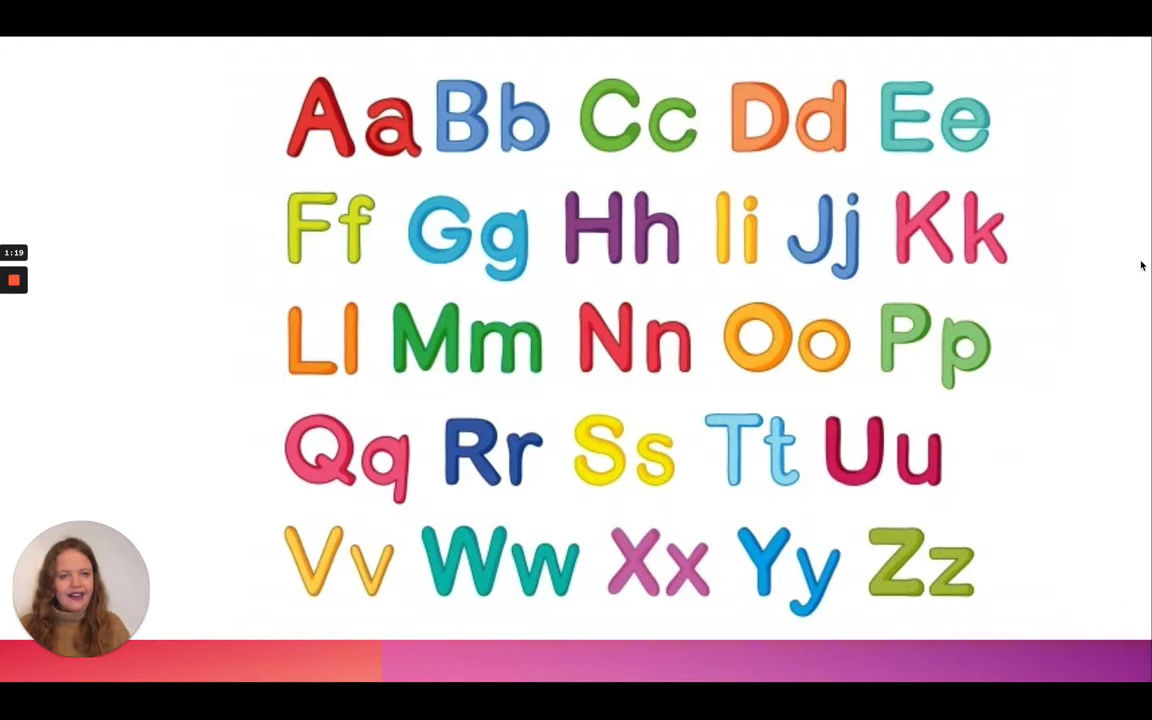 Aa Bb Cc Dd Ee
Ff Gg Hh Ii Jj Kk
1:19
Ll Mm Nn Oo Pp
Qq Rr Ss Tt Uu
Vv Ww Xx Yy Zz